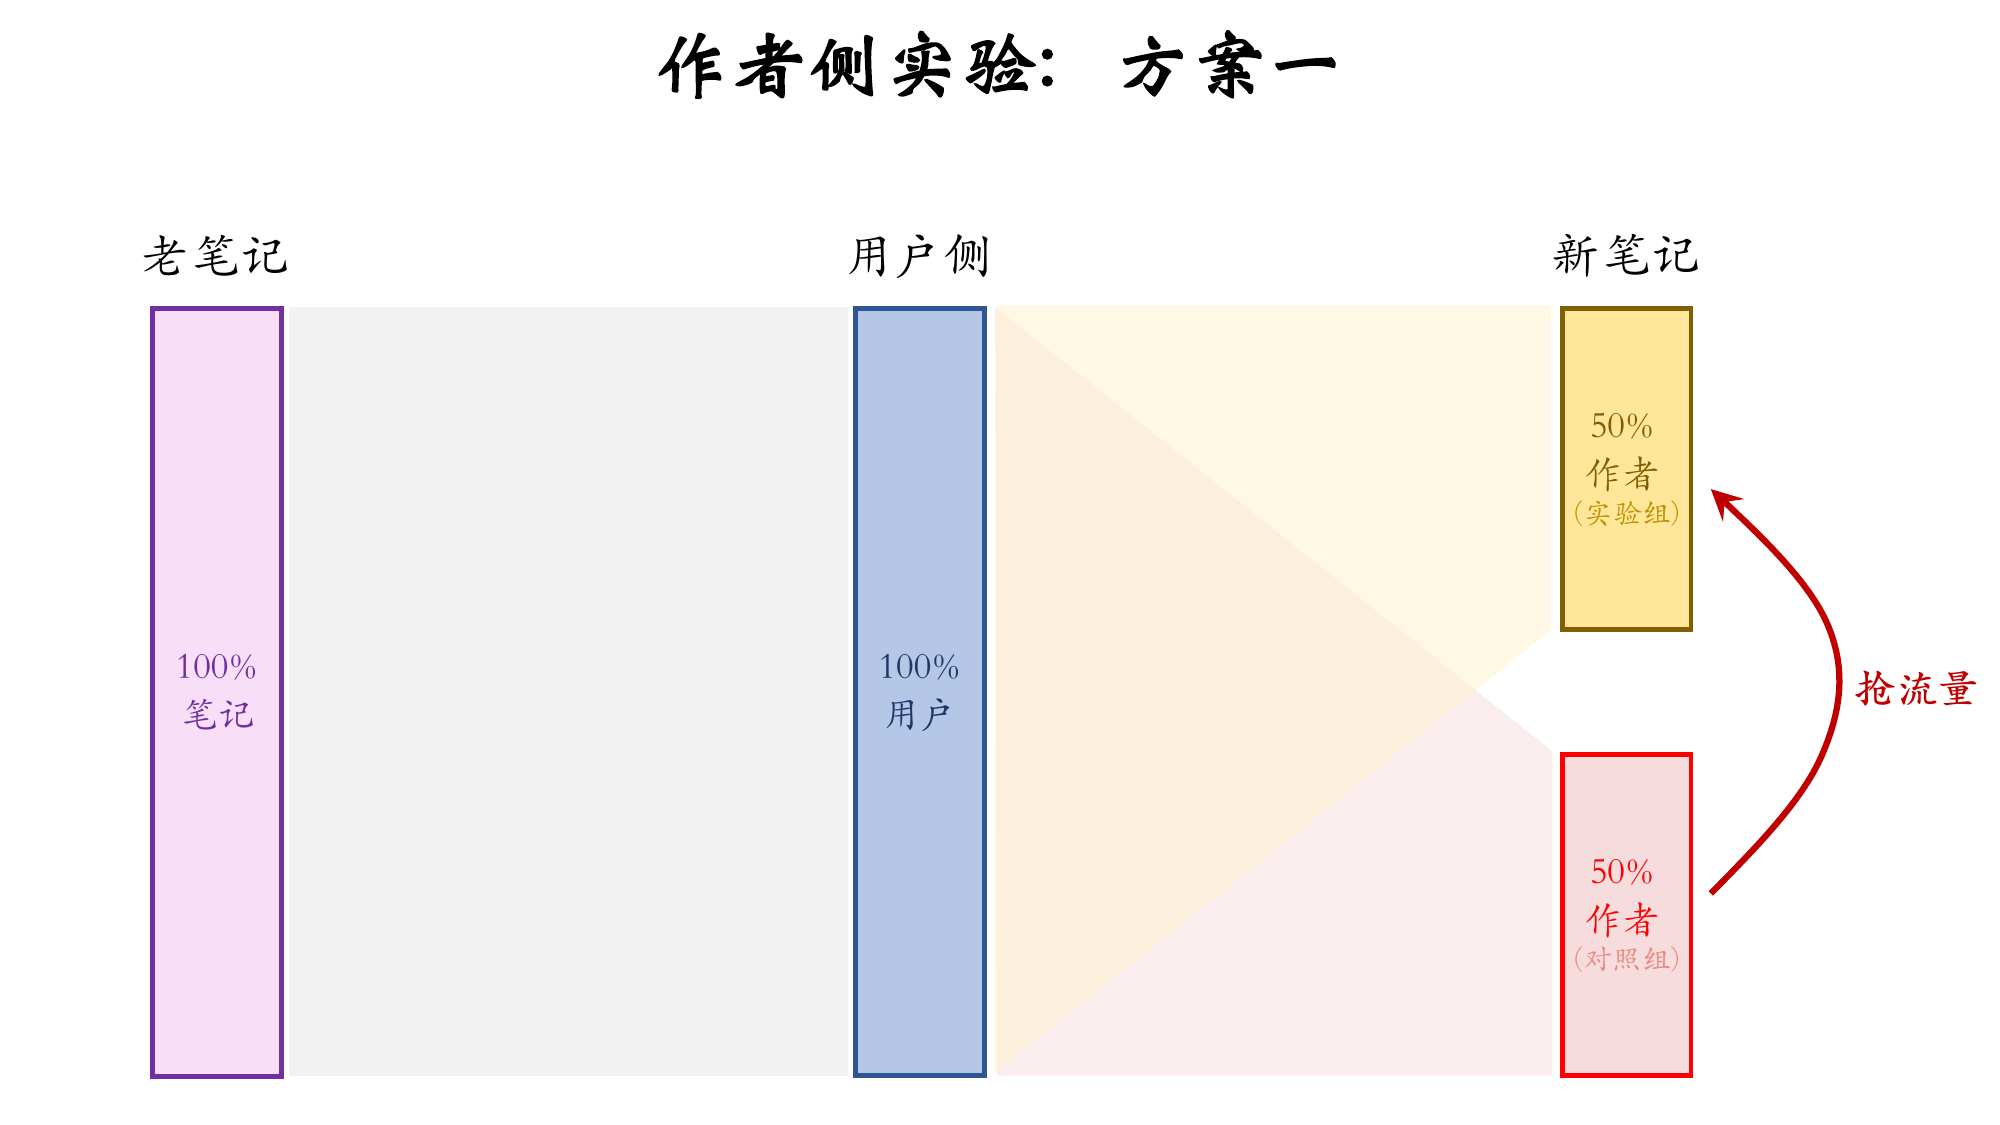 作者侧实验：方案一
老笔记
用户侧
新笔记
100%
笔记
100%
用户
50%
作者
(实验组)
抢流量
50%
作者
(对照组)